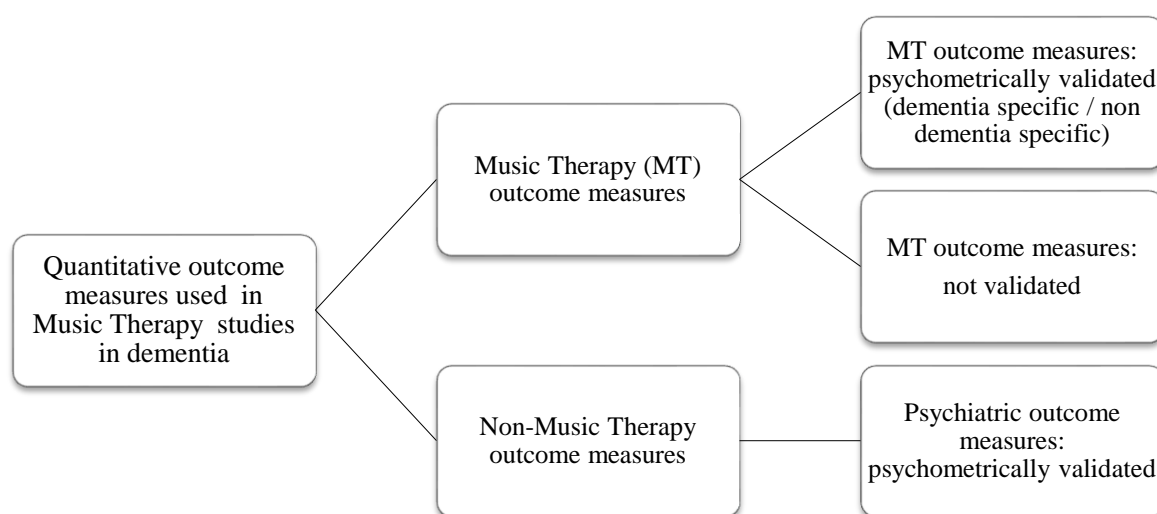 Quantitative outcome
measures used in
Music Therapy studies
in dementia
Music Therapy (MT)
outcome measures
Non-Music Therapy
outcome measures
MT outcome measures:
psychometrically validated
(dementia specific / non
dementia specific)
MT outcome measures:
not validated
Psychiatric outcome
measures:
psychometrically validated